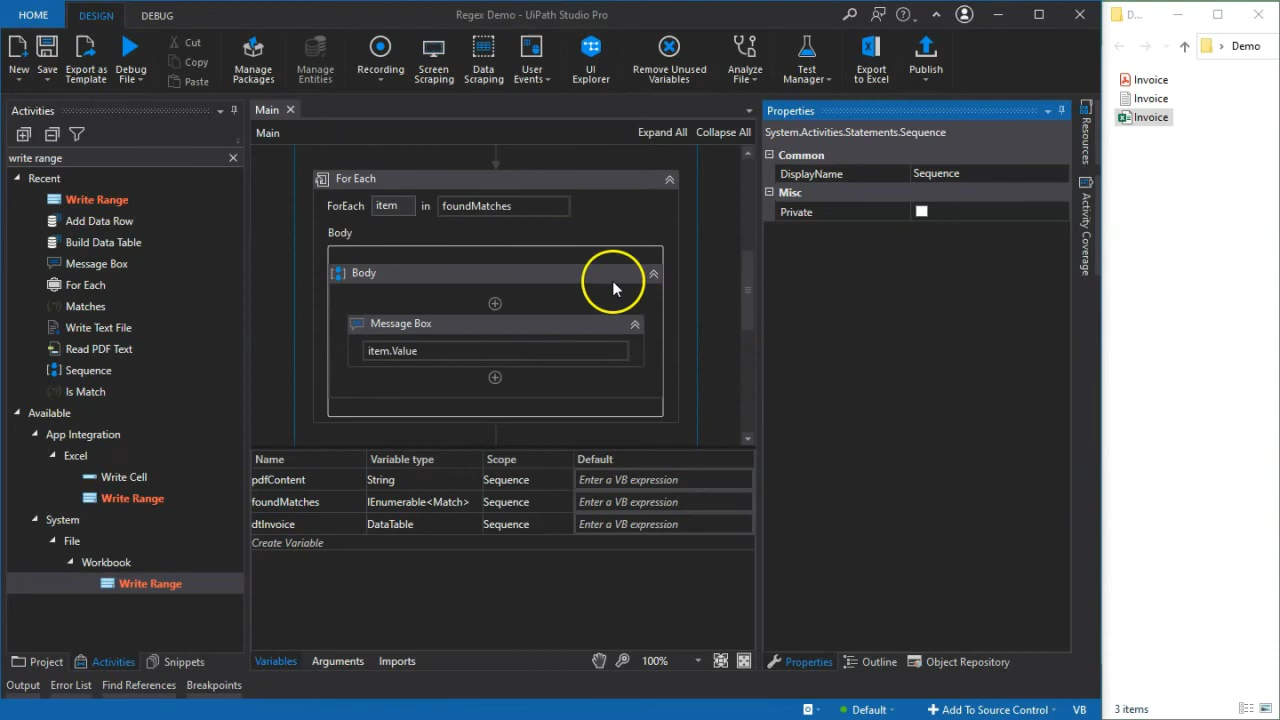 HOME
DESIGN
DEBUG
Regex Demo - UiPath Studio Pro
D...
New
Save
Export as Template
Debug File
Cut
Copy
Paste
Manage Packages
Manage Entities
Recording
Screen Scraping
Data Scraping
User Events
UI Explorer
Remove Unused Variables
Analyze File
Test Manager
Export to Excel
Publish
Demo
Invoice
Invoice
Invoice
3 items
Activities
write range
Recent
Write Range
Add Data Row
Build Data Table
Message Box
For Each
Matches
Write Text File
Read PDF Text
Sequence
Is Match
Available
App Integration
Excel
Write Cell
Write Range
System
File
Workbook
Write Range
Project
Activities
Snippets
Main
Main
Expand All
Collapse All
For Each
ForEach item in foundMatches
Body
Body
Message Box
item.Value
Name Variable type Scope Default
pdfContent String Sequence Enter a VB expression
foundMatches IEnumerable<Match> Sequence Enter a VB expression
dtInvoice DataTable Sequence Enter a VB expression
Create Variable
Variables
Arguments
Imports
100%
Properties
System.Activities.Statements.Sequence
Common
DisplayName Sequence
Misc
Private
Properties
Outline
Object Repository
Resources
Activity Coverage
Output
Error List
Find References
Breakpoints
Default
Add To Source Control
VB